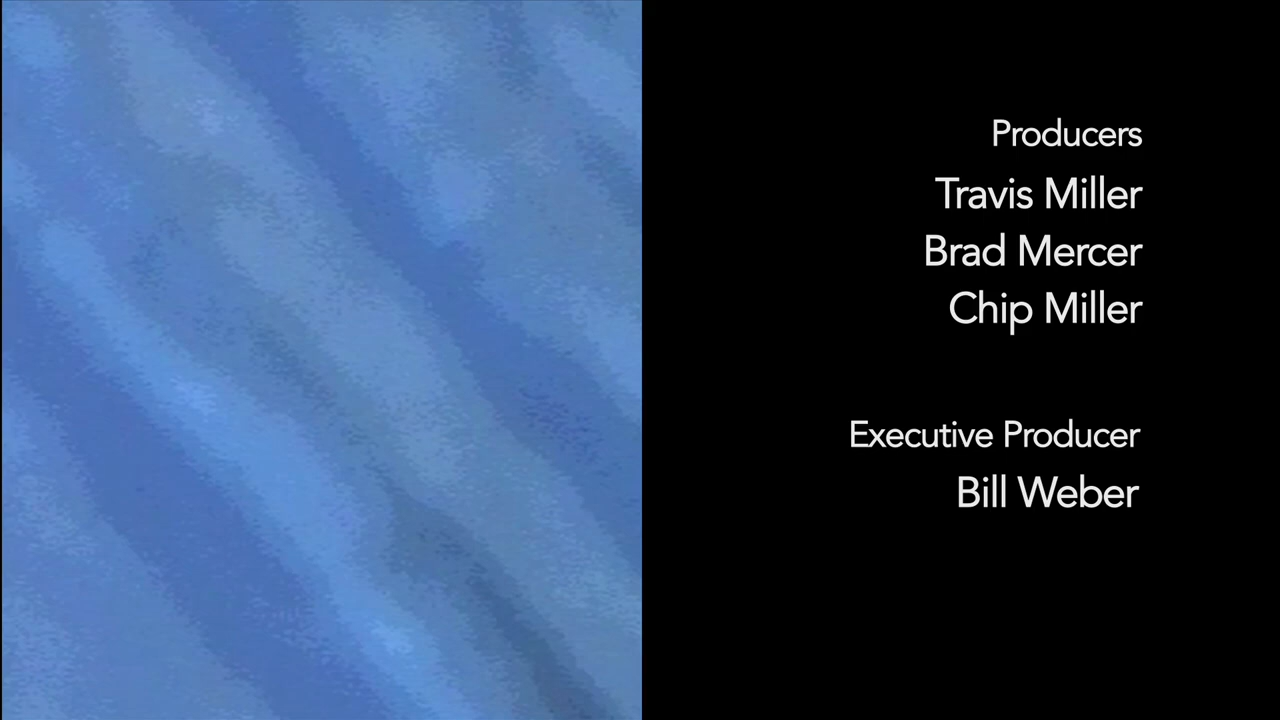 Producers
Travis Miller
Brad Mercer
Chip Miller
Executive Producer
Bill Weber